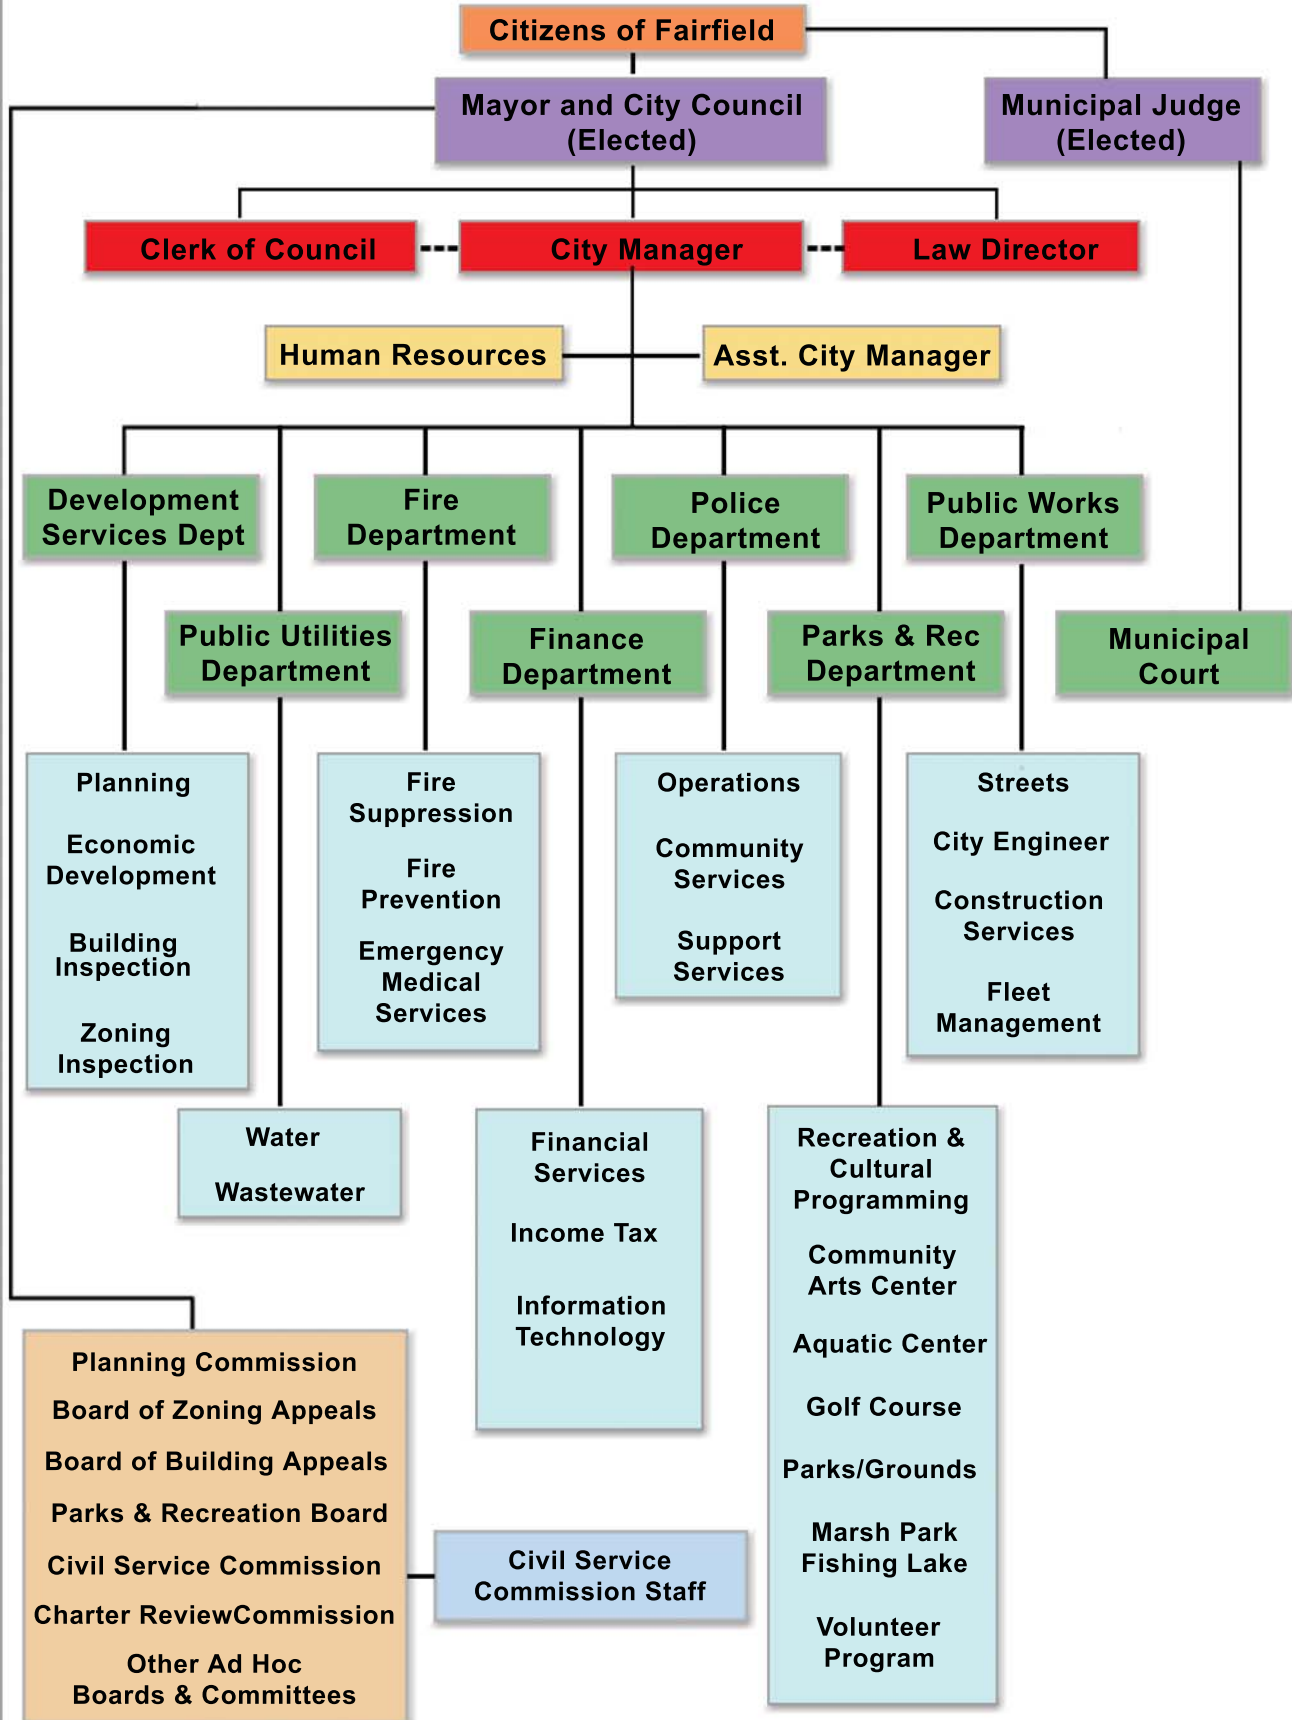 Citizens of Fairfield
Mayor and City Council
(Elected)
Municipal Judge
(Elected)
Clerk of Council
City Manager
Law Director
Human Resources
Asst. City Manager
Development
Services Dept
Fire
Department
Police
Department
Public Works
Department
Public Utilities
Department
Finance
Department
Parks & Rec
Department
Municipal
Court
Planning
Economic
Development
Building
Inspection
Zoning
Inspection
Fire
Suppression
Fire
Prevention
Emergency
Medical
Services
Operations
Community
Services
Support
Services
Streets
City Engineer
Construction
Services
Fleet
Management
Water
Wastewater
Financial
Services
Income Tax
Information
Technology
Recreation &
Cultural
Programming
Community
Arts Center
Aquatic Center
Golf Course
Parks/Grounds
Marsh Park
Fishing Lake
Volunteer
Program
Planning Commission
Board of Zoning Appeals
Board of Building Appeals
Parks & Recreation Board
Civil Service Commission
Charter ReviewCommission
Other Ad Hoc
Boards & Committees
Civil Service
Commission Staff